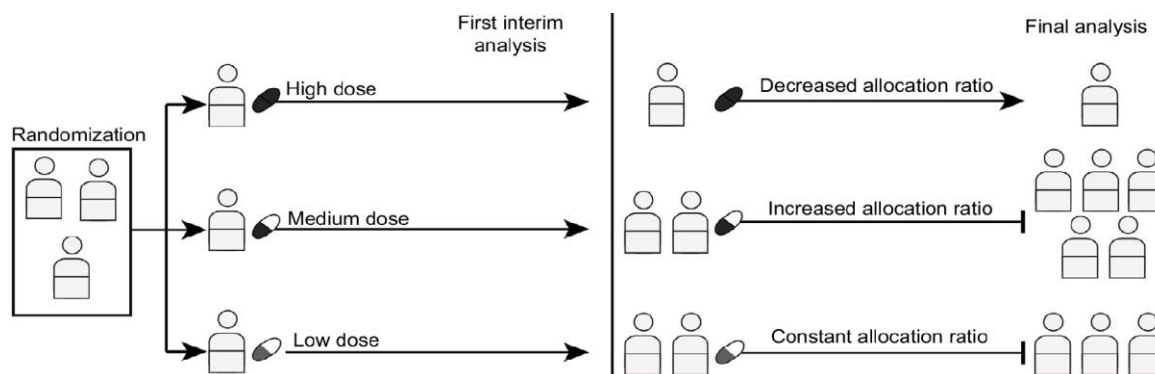 First interim
analysis
Final analysis
High dose
Decreased allocation ratio
Randomization
Medium dose
Increased allocation ratio
Low dose
Constant allocation ratio